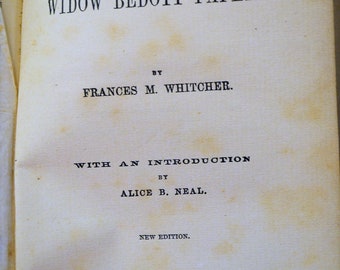 WIDOW BEDOTT PAPERS
BY
FRANCES M. WHITCHER.
WITH AN INTRODUCTION
BY
ALICE B. NEAL.
NEW EDITION.